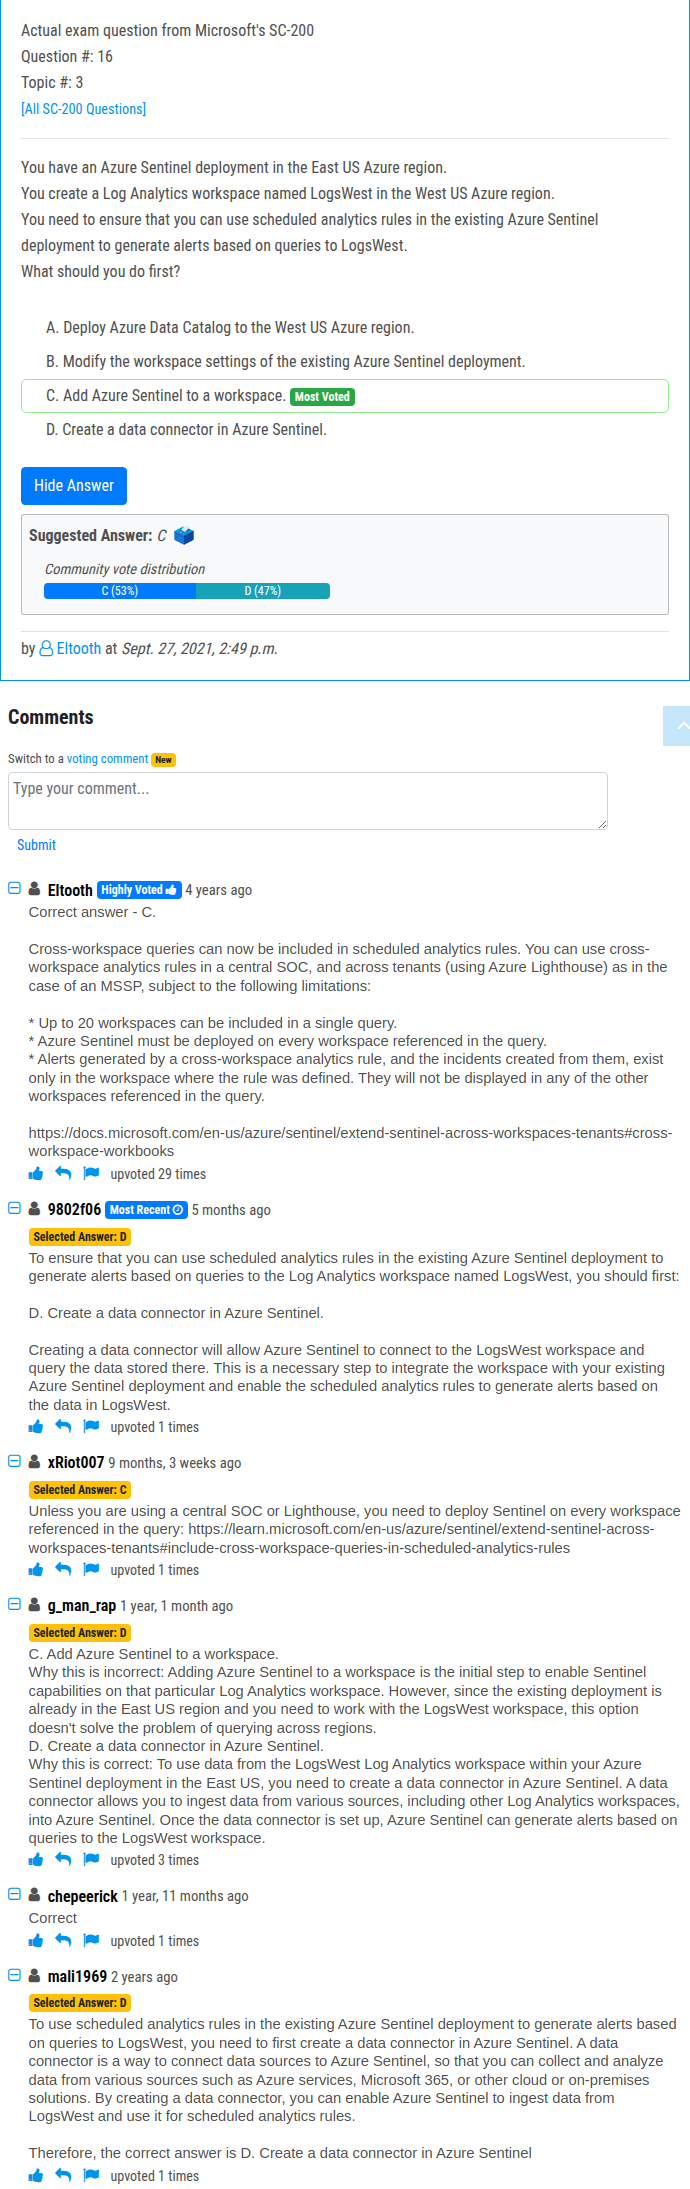 Actual exam question from Microsoft's SC-200
Question #: 16
Topic #: 3
[All SC-200 Questions]
You have an Azure Sentinel deployment in the East US Azure region.
You create a Log Analytics workspace named LogsWest in the West US Azure region.
You need to ensure that you can use scheduled analytics rules in the existing Azure Sentinel
deployment to generate alerts based on queries to LogsWest.
What should you do first?
A. Deploy Azure Data Catalog to the West US Azure region.
B. Modify the workspace settings of the existing Azure Sentinel deployment.
C. Add Azure Sentinel to a workspace. Most Voted
D. Create a data connector in Azure Sentinel.
Hide Answer
Suggested Answer: C
Community vote distribution
C (53%) D (47%)
by Eltooth at Sept. 27, 2021, 2:49 p.m.
Comments
Switch to a voting comment New
Type your comment...
Submit
Eltooth Highly Voted 4 years ago
Correct answer - C.
Cross-workspace queries can now be included in scheduled analytics rules. You can use cross-
workspace analytics rules in a central SOC, and across tenants (using Azure Lighthouse) as in the
case of an MSSP, subject to the following limitations:
* Up to 20 workspaces can be included in a single query.
* Azure Sentinel must be deployed on every workspace referenced in the query.
* Alerts generated by a cross-workspace analytics rule, and the incidents created from them, exist
only in the workspace where the rule was defined. They will not be displayed in any of the other
workspaces referenced in the query.
https://docs.microsoft.com/en-us/azure/sentinel/extend-sentinel-across-workspaces-tenants#cross-
workspace-workbooks
upvoted 29 times
9802f06 Most Recent 5 months ago
Selected Answer: D
To ensure that you can use scheduled analytics rules in the existing Azure Sentinel deployment to
generate alerts based on queries to the Log Analytics workspace named LogsWest, you should first:
D. Create a data connector in Azure Sentinel.
Creating a data connector will allow Azure Sentinel to connect to the LogsWest workspace and
query the data stored there. This is a necessary step to integrate the workspace with your existing
Azure Sentinel deployment and enable the scheduled analytics rules to generate alerts based on
the data in LogsWest.
upvoted 1 times
xRiot007 9 months, 3 weeks ago
Selected Answer: C
Unless you are using a central SOC or Lighthouse, you need to deploy Sentinel on every workspace
referenced in the query: https://learn.microsoft.com/en-us/azure/sentinel/extend-sentinel-across-
workspaces-tenants#include-cross-workspace-queries-in-scheduled-analytics-rules
upvoted 1 times
g_man_rap 1 year, 1 month ago
Selected Answer: D
C. Add Azure Sentinel to a workspace.
Why this is incorrect: Adding Azure Sentinel to a workspace is the initial step to enable Sentinel
capabilities on that particular Log Analytics workspace. However, since the existing deployment is
already in the East US region and you need to work with the LogsWest workspace, this option
doesn't solve the problem of querying across regions.
D. Create a data connector in Azure Sentinel.
Why this is correct: To use data from the LogsWest Log Analytics workspace within your Azure
Sentinel deployment in the East US, you need to create a data connector in Azure Sentinel. A data
connector allows you to ingest data from various sources, including other Log Analytics workspaces,
into Azure Sentinel. Once the data connector is set up, Azure Sentinel can generate alerts based on
queries to the LogsWest workspace.
upvoted 3 times
chepeerick 1 year, 11 months ago
Correct
upvoted 1 times
mali1969 2 years ago
Selected Answer: D
To use scheduled analytics rules in the existing Azure Sentinel deployment to generate alerts based
on queries to LogsWest, you need to first create a data connector in Azure Sentinel. A data
connector is a way to connect data sources to Azure Sentinel, so that you can collect and analyze
data from various sources such as Azure services, Microsoft 365, or other cloud or on-premises
solutions. By creating a data connector, you can enable Azure Sentinel to ingest data from
LogsWest and use it for scheduled analytics rules.
Therefore, the correct answer is D. Create a data connector in Azure Sentinel
upvoted 1 times